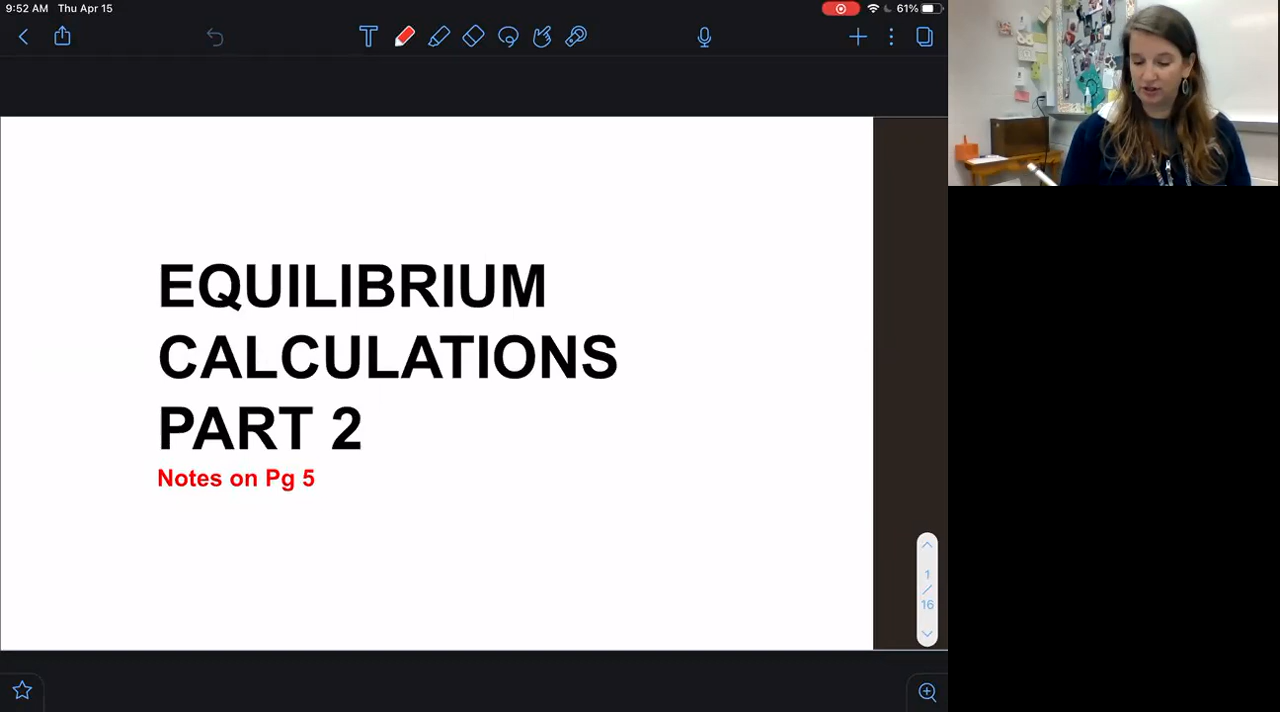 9:52 AM Thu Apr 15
61%
T
EQUILIBRIUM
CALCULATIONS
PART 2
Notes on Pg 5
1
/
16